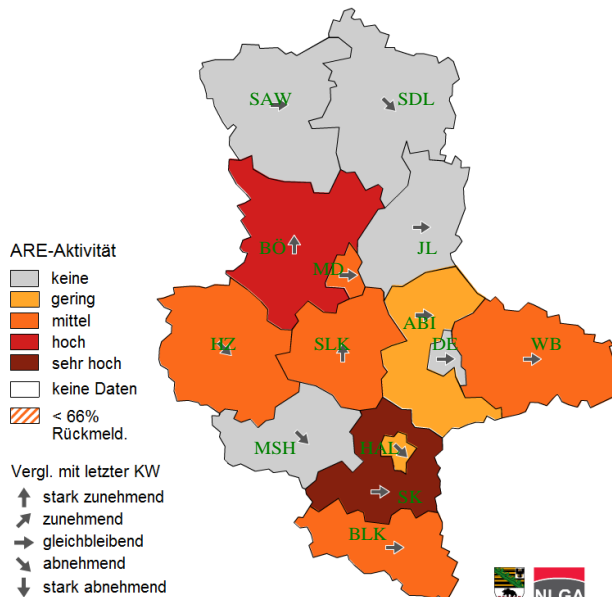 SAW
SDL
BÖ
MD
JL
ARE-Aktivität
keine
gering
mittel
hoch
sehr hoch
keine Daten
< 66%
Rückmeld.
HZ
SLK
ABI
DE
WB
MSH
HAL
SK
BLK
Vergl. mit letzter KW
stark zunehmend
zunehmend
gleichbleibend
abnehmend
stark abnehmend
NLGA